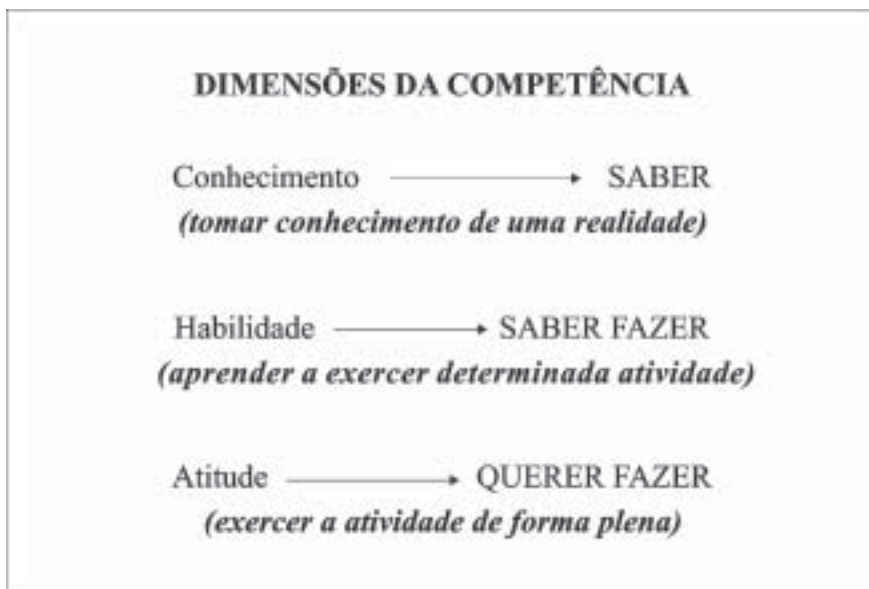 DIMENSÕES DA COMPETÊNCIA
Conhecimento SABER
(tomar conhecimento de uma realidade)
Habilidade SABER FAZER
(aprender a exercer determinada atividade)
Atitude QUERER FAZER
(exercer a atividade de forma plena)